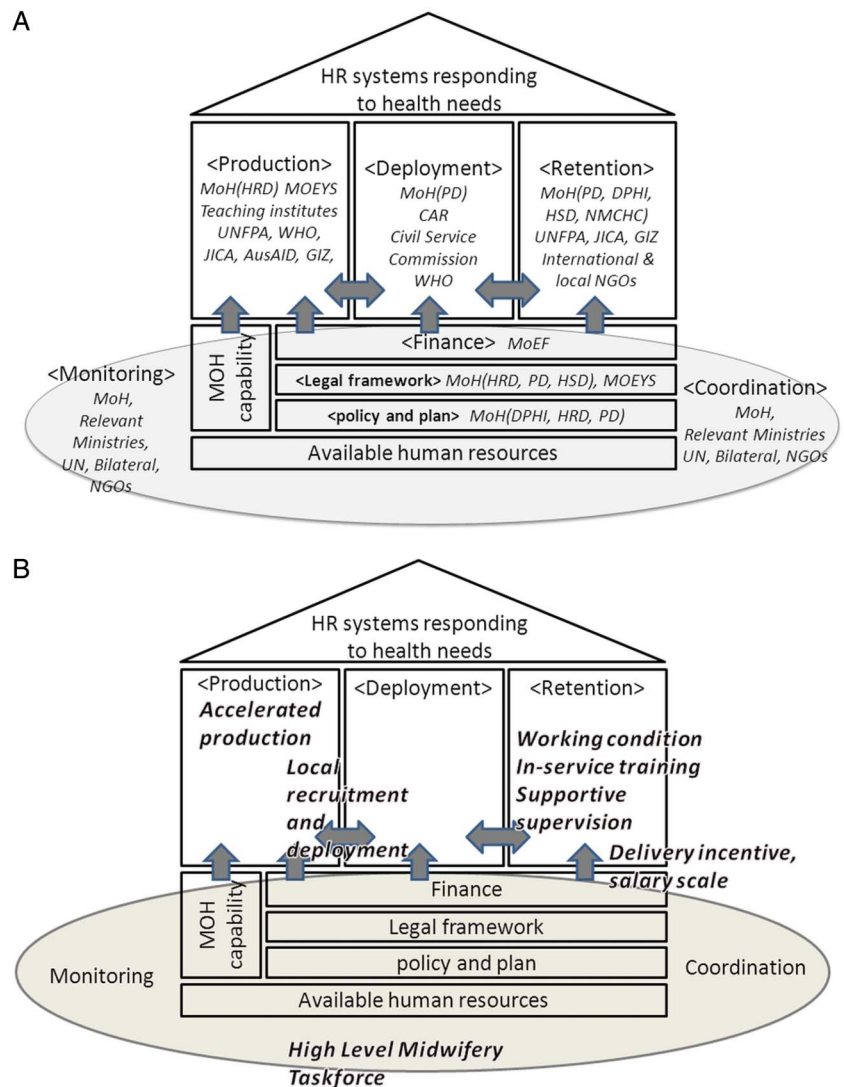 A
HR systems responding
to health needs
<Production>
MoH(HRD) MOEYS
Teaching institutes
UNFPA, WHO,
JICA, AusAID, GIZ,
<Deployment>
MoH(PD)
CAR
Civil Service
Commission
WHO
<Retention>
MoH(PD, DPHI,
HSD, NMCHC)
UNFPA, JICA, GIZ
International &
local NGOs
MOH
capability
<Finance> MoEF
<Legal framework> MoH(HRD, PD, HSD), MOEYS
<policy and plan> MoH(DPHI, HRD, PD)
Available human resources
<Monitoring>
MoH,
Relevant
Ministries,
UN, Bilateral,
NGOs
<Coordination>
MoH,
Relevant Ministries
UN, Bilateral, NGOs
B
HR systems responding
to health needs
<Production>
Accelerated
production
Local
recruitment
and
deployment
<Deployment>
<Retention>
Working condition
In-service training
Supportive
supervision
Delivery incentive,
salary scale
MOH
capability
Finance
Legal framework
policy and plan
Available human resources
Monitoring
Coordination
High Level Midwifery
Taskforce